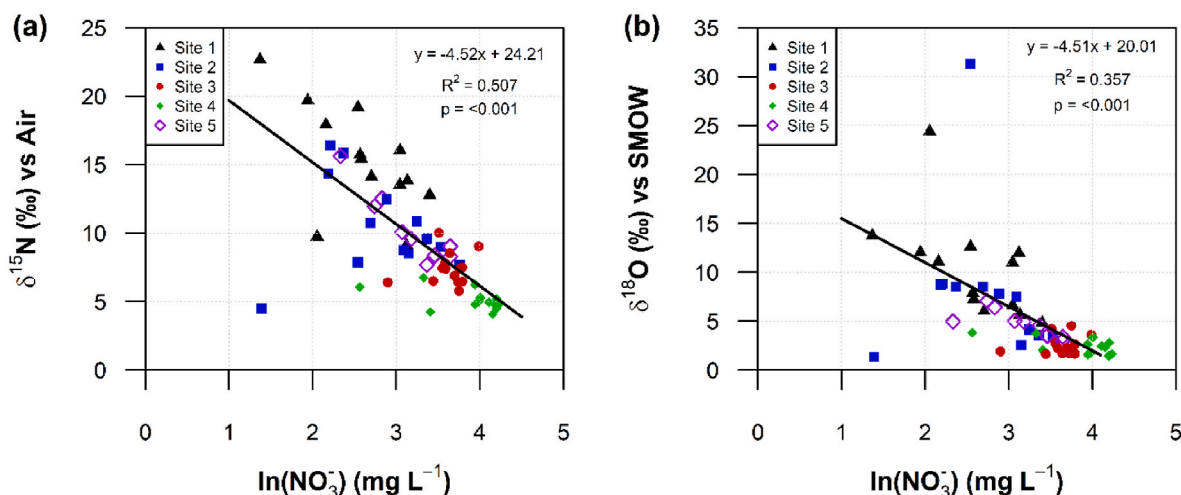 (a)
25
20
15
10
5
0
0 1 2 3 4 5
δ¹⁵N (‰) vs Air
ln(NO₃⁻) (mg L⁻¹)
Site 1
Site 2
Site 3
Site 4
Site 5
y = -4.52x + 24.21
R² = 0.507
p = <0.001
(b)
35
30
25
20
15
10
5
0
0 1 2 3 4 5
δ¹⁸O (‰) vs SMOW
ln(NO₃⁻) (mg L⁻¹)
Site 1
Site 2
Site 3
Site 4
Site 5
y = -4.51x + 20.01
R² = 0.357
p = <0.001